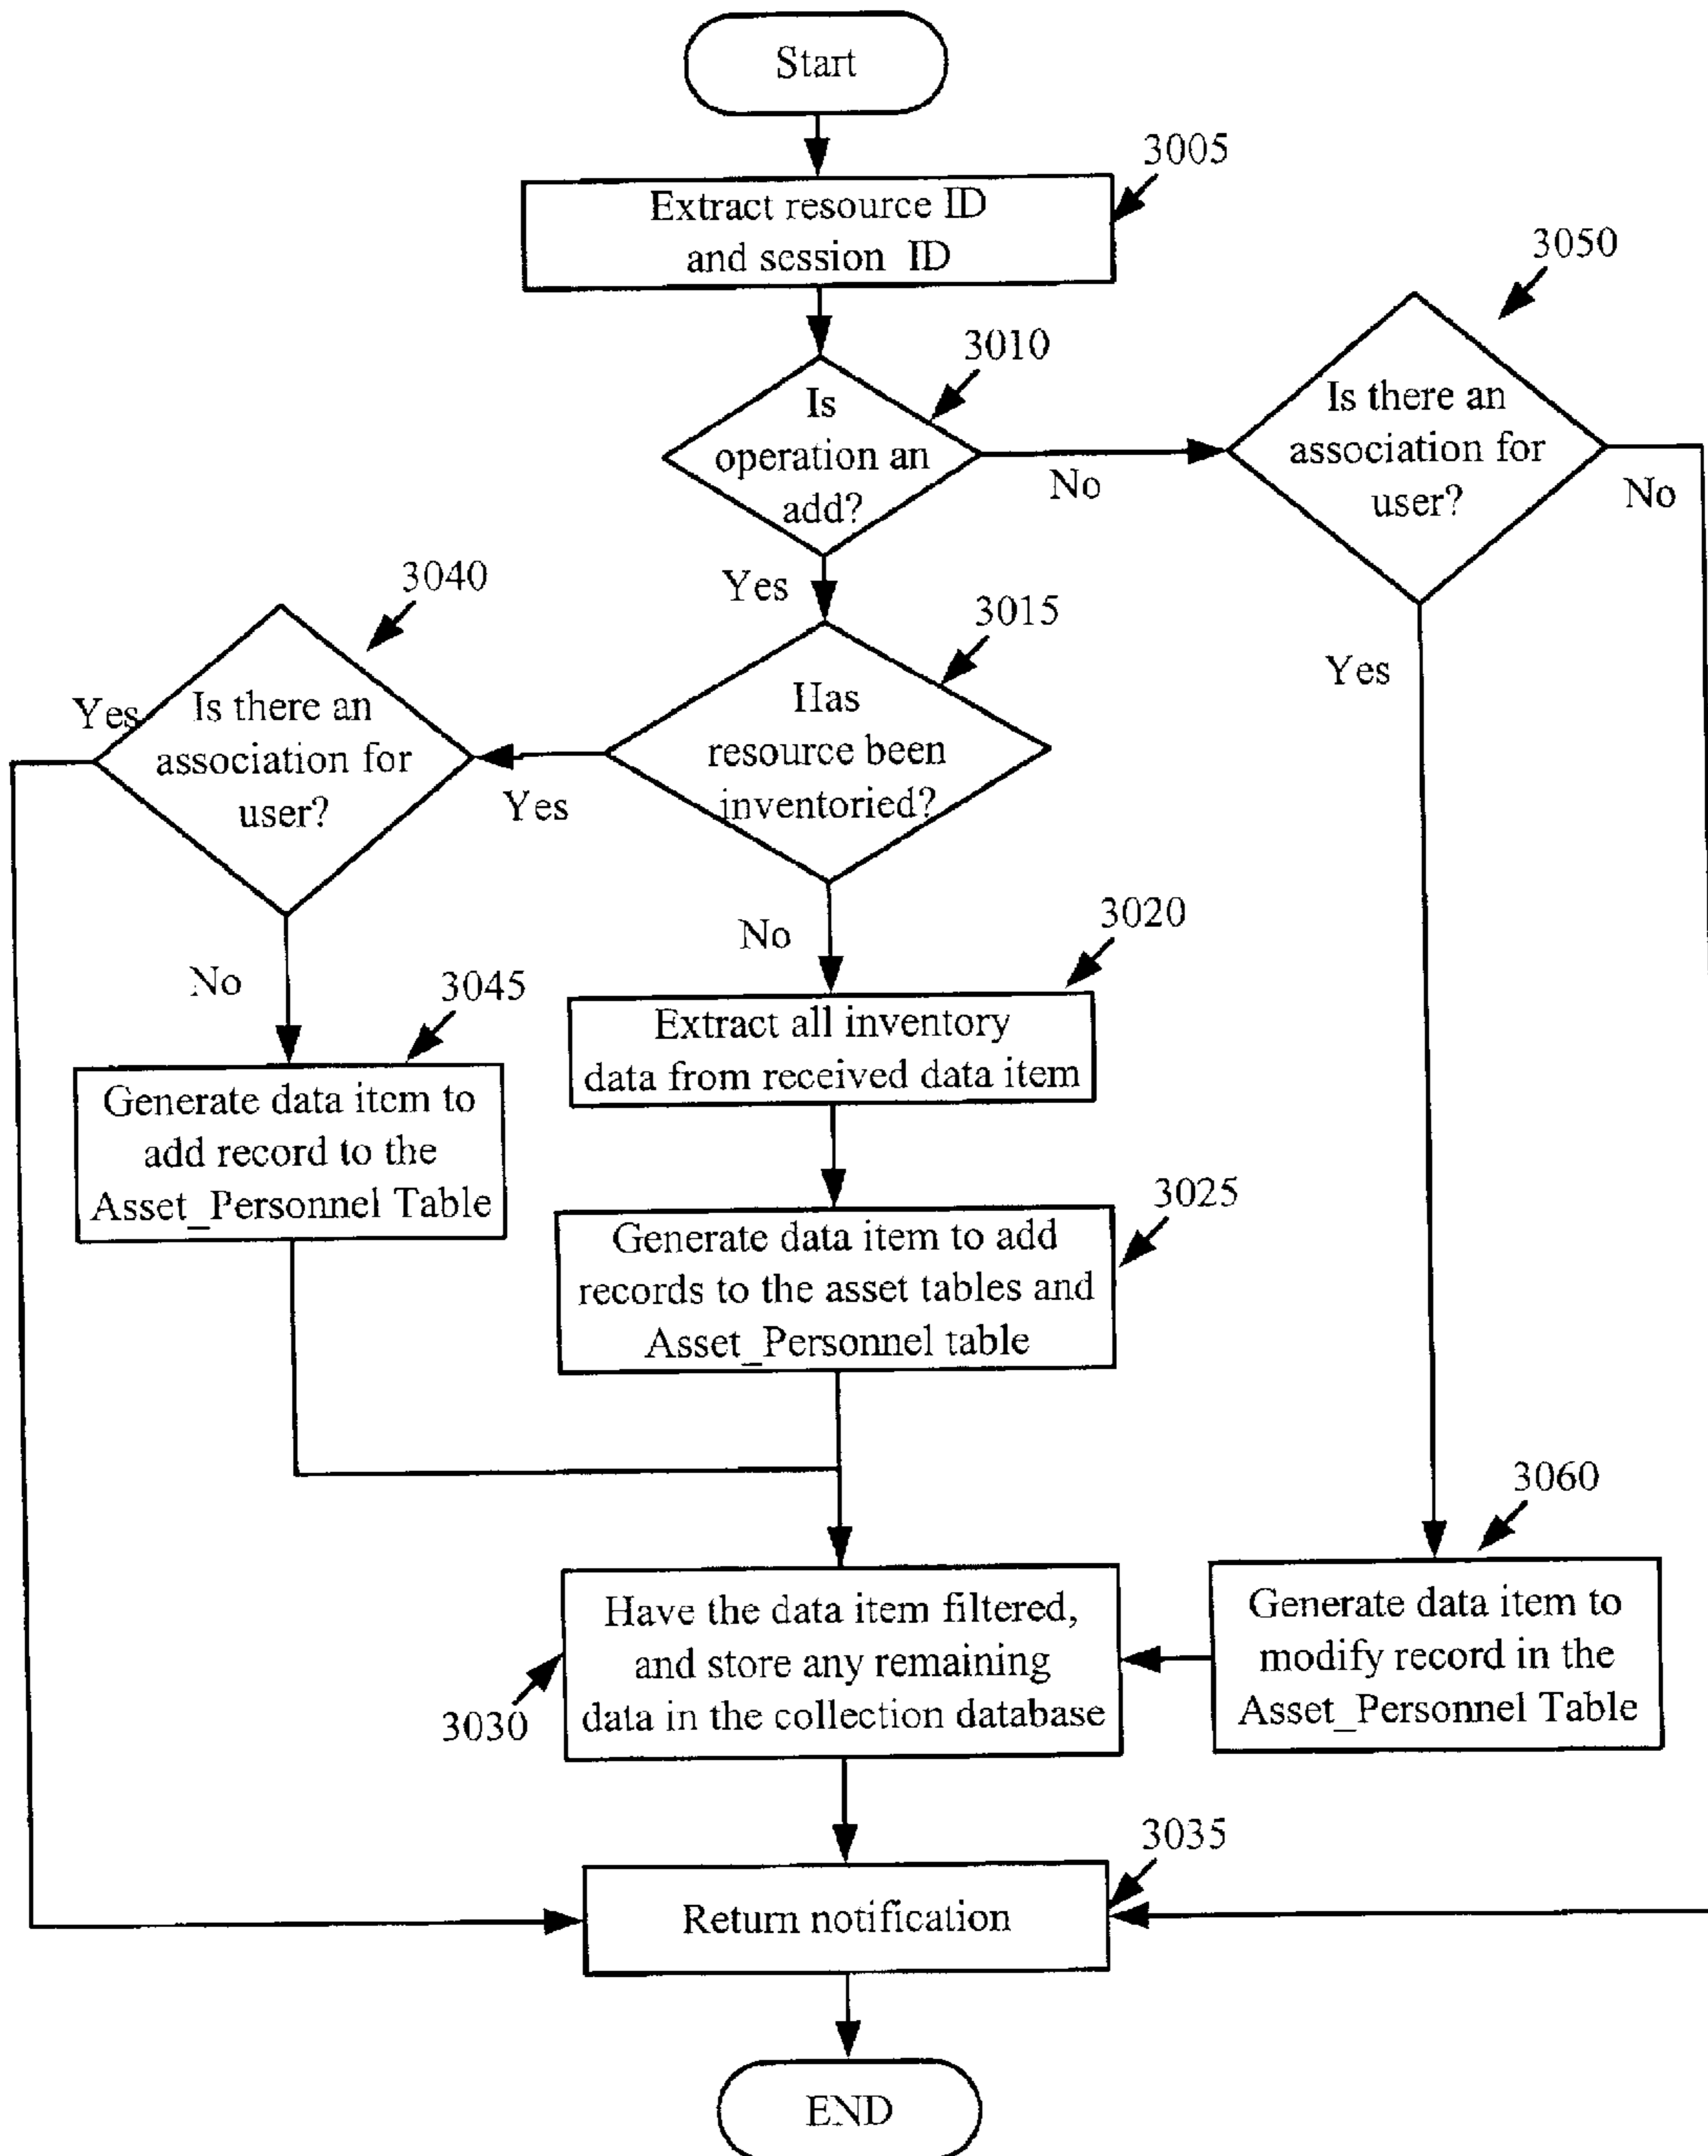 Start
3005
Extract resource ID
and session ID
3050
3010
Is
operation an
add?
No
Is there an
association for
user?
No
Yes
3040
3015
Yes
Yes
Is there an
association for
user?
Has
resource been
inventoried?
Yes
No
3020
No
3045
Extract all inventory
data from received data item
Generate data item to
add record to the
Asset_Personnel Table
3025
Generate data item to add
records to the asset tables and
Asset_Personnel table
3060
Have the data item filtered,
and store any remaining
data in the collection database
3030
Generate data item to
modify record in the
Asset_Personnel Table
3035
Return notification
END